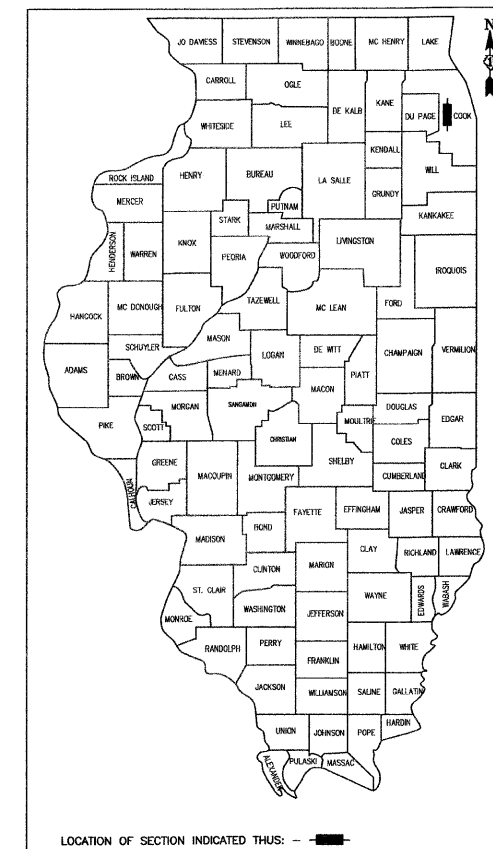 N
JO DAVIESS STEVENSON WINNEBAGO BOONE MC HENRY LAKE
CARROLL OGLE
DE KALB KANE DU PAGE COOK
WHITESIDE LEE
KENDALL
WILL
ROCK ISLAND HENRY BUREAU LA SALLE
GRUNDY
MERCER PUTNAM
KANKAKEE
STARK MARSHALL
HENDERSON WARREN KNOX PEORIA WOODFORD LIVINGSTON
IROQUOIS
HANCOCK MC DONOUGH FULTON TAZEWELL MC LEAN FORD
MASON
SCHUYLER LOGAN DE WITT CHAMPAIGN VERMILION
ADAMS BROWN CASS MENARD PIATT
MACON
MORGAN SANGAMON DOUGLAS
PIKE SCOTT CHRISTIAN MOULTRIE EDGAR
COLES
GREENE SHELBY
MACOUPIN MONTGOMERY CUMBERLAND CLARK
CALHOUN JERSEY
FAYETTE EFFINGHAM JASPER CRAWFORD
MADISON BOND
CLAY RICHLAND LAWRENCE
CLINTON MARION
ST. CLAIR WAYNE EDWARDS WABASH
WASHINGTON JEFFERSON
MONROE
RANDOLPH PERRY HAMILTON WHITE
FRANKLIN
JACKSON WILLIAMSON SALINE GALLATIN
HARDIN
UNION JOHNSON POPE
ALEXANDER PULASKI MASSAC
LOCATION OF SECTION INDICATED THUS: -